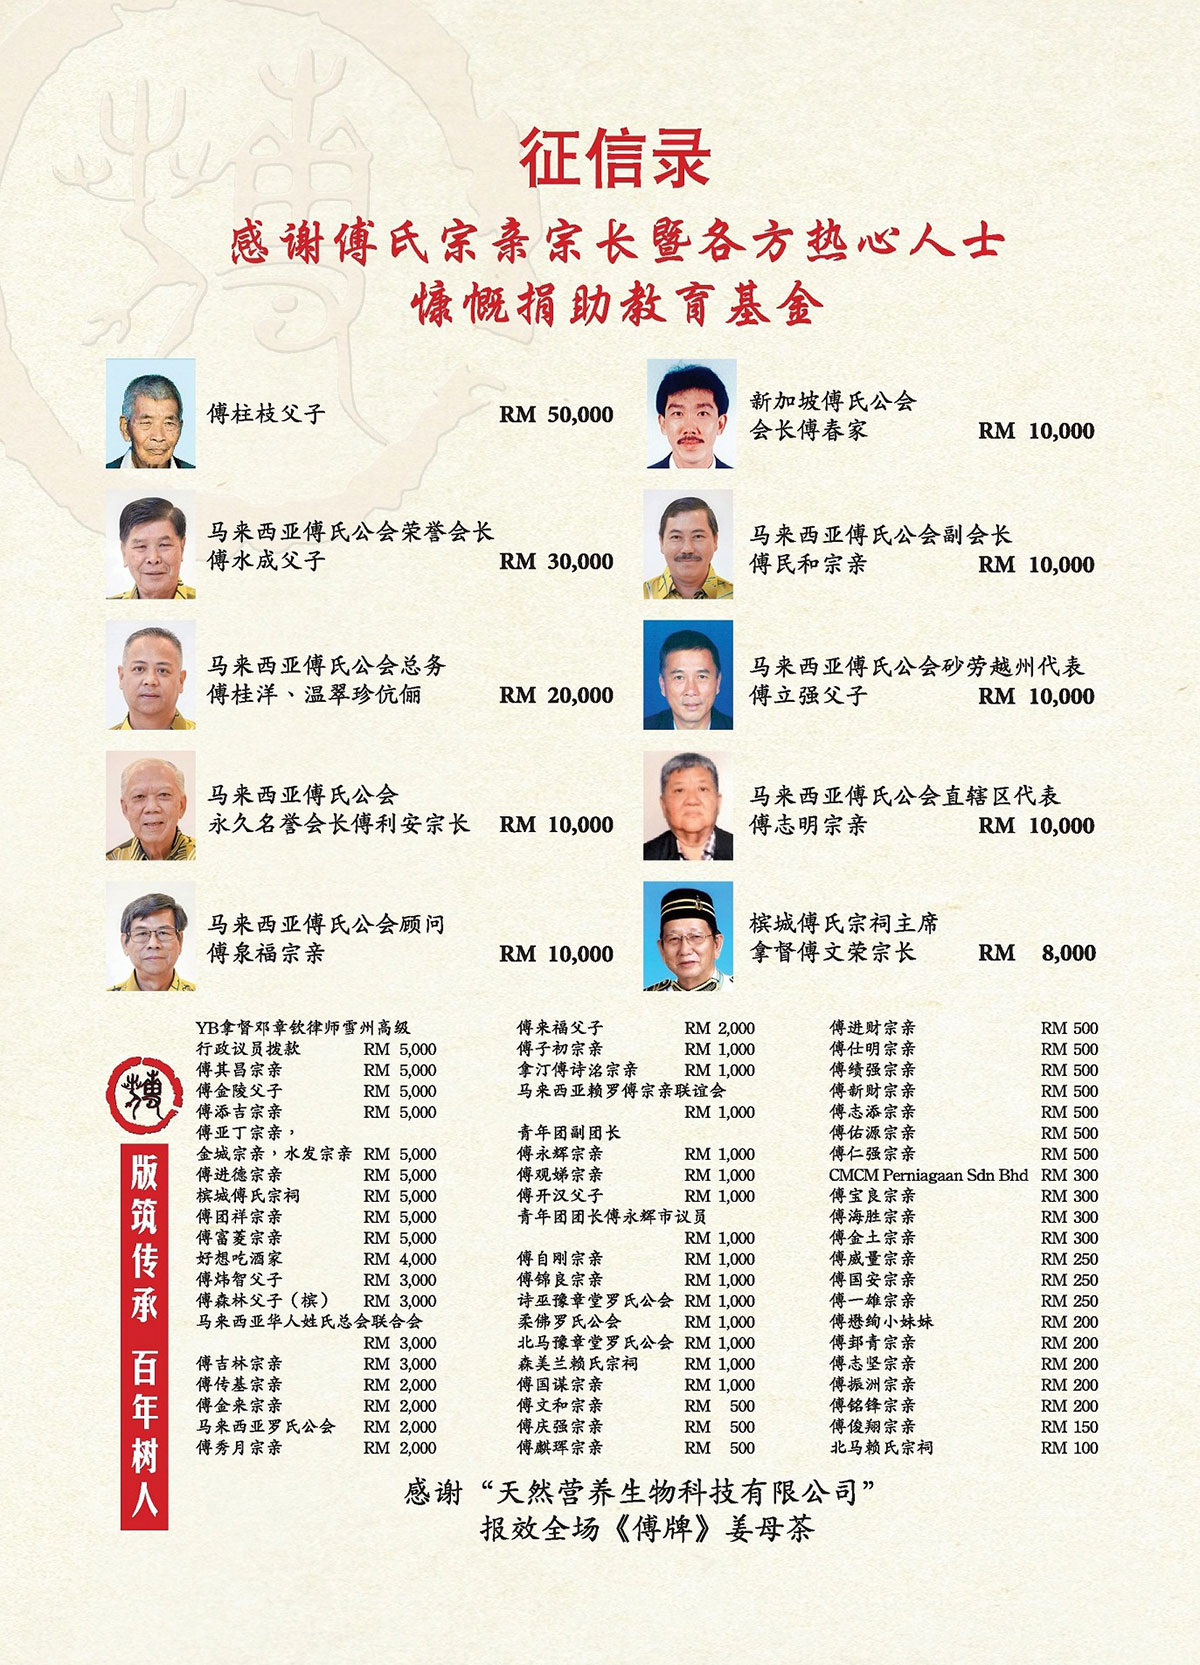 征信录
感谢傅氏宗亲宗长暨各方热心人士
慷慨捐助教育基金
傅柱枝父子 RM 50,000
马来西亚傅氏公会荣誉会长
傅水成父子 RM 30,000
马来西亚傅氏公会总务
傅桂洋、温翠珍伉俪 RM 20,000
马来西亚傅氏公会
永久名誉会长傅利安宗长 RM 10,000
马来西亚傅氏公会顾问
傅泉福宗亲 RM 10,000
新加坡傅氏公会
会长傅春家 RM 10,000
马来西亚傅氏公会副会长
傅民和宗亲 RM 10,000
马来西亚傅氏公会砂劳越州代表
傅立强父子 RM 10,000
马来西亚傅氏公会直辖区代表
傅志明宗亲 RM 10,000
槟城傅氏宗祠主席
拿督傅文荣宗长 RM 8,000
YB拿督邓章钦律师雪州高级
行政议员拨款 RM 5,000
傅其昌宗亲 RM 5,000
傅金陵父子 RM 5,000
傅添吉宗亲 RM 5,000
傅亚丁宗亲，
金城宗亲，水发宗亲 RM 5,000
傅进德宗亲 RM 5,000
槟城傅氏宗祠 RM 5,000
傅团祥宗亲 RM 5,000
傅富菱宗亲 RM 5,000
好想吃酒家 RM 4,000
傅炜智父子 RM 3,000
傅森林父子（槟） RM 3,000
马来西亚华人姓氏总会联合会
RM 3,000
傅吉林宗亲 RM 3,000
傅传基宗亲 RM 2,000
傅金来宗亲 RM 2,000
马来西亚罗氏公会 RM 2,000
傅秀月宗亲 RM 2,000
傅来福父子 RM 2,000
傅子初宗亲 RM 1,000
拿汀傅诗洺宗亲 RM 1,000
马来西亚赖罗傅宗亲联谊会
RM 1,000
青年团副团长
傅永辉宗亲 RM 1,000
傅观娣宗亲 RM 1,000
傅开汉父子 RM 1,000
青年团团长傅永辉市议员
RM 1,000
傅自刚宗亲 RM 1,000
傅锦良宗亲 RM 1,000
诗巫豫章堂罗氏公会 RM 1,000
柔佛罗氏公会 RM 1,000
北马豫章堂罗氏公会 RM 1,000
森美兰赖氏宗祠 RM 1,000
傅国谋宗亲 RM 1,000
傅文和宗亲 RM 500
傅庆强宗亲 RM 500
傅麒珲宗亲 RM 500
傅进财宗亲 RM 500
傅仕明宗亲 RM 500
傅绩强宗亲 RM 500
傅新财宗亲 RM 500
傅志添宗亲 RM 500
傅佑源宗亲 RM 500
傅仁强宗亲 RM 500
CMCM Perniagaan Sdn Bhd RM 300
傅宝良宗亲 RM 300
傅海胜宗亲 RM 300
傅金土宗亲 RM 300
傅威量宗亲 RM 250
傅国安宗亲 RM 250
傅一雄宗亲 RM 250
傅懋绚小妹妹 RM 200
傅郢青宗亲 RM 200
傅志坚宗亲 RM 200
傅振洲宗亲 RM 200
傅铭锋宗亲 RM 200
傅俊翔宗亲 RM 150
北马赖氏宗祠 RM 100
版筑传承 百年树人
感谢“天然营养生物科技有限公司”
报效全场《傅牌》姜母茶